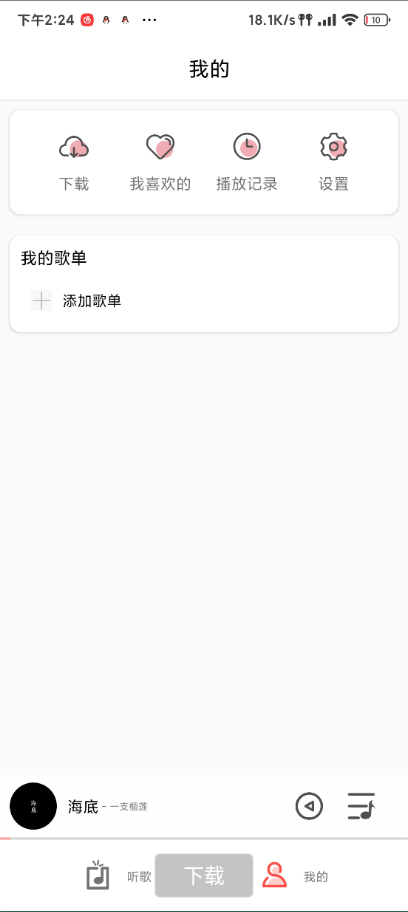 下午2:24 18.1K/s 10
我的
下载 我喜欢的 播放记录 设置
我的歌单
添加歌单
海底
海底 - 一支榴莲
听歌 下载 我的